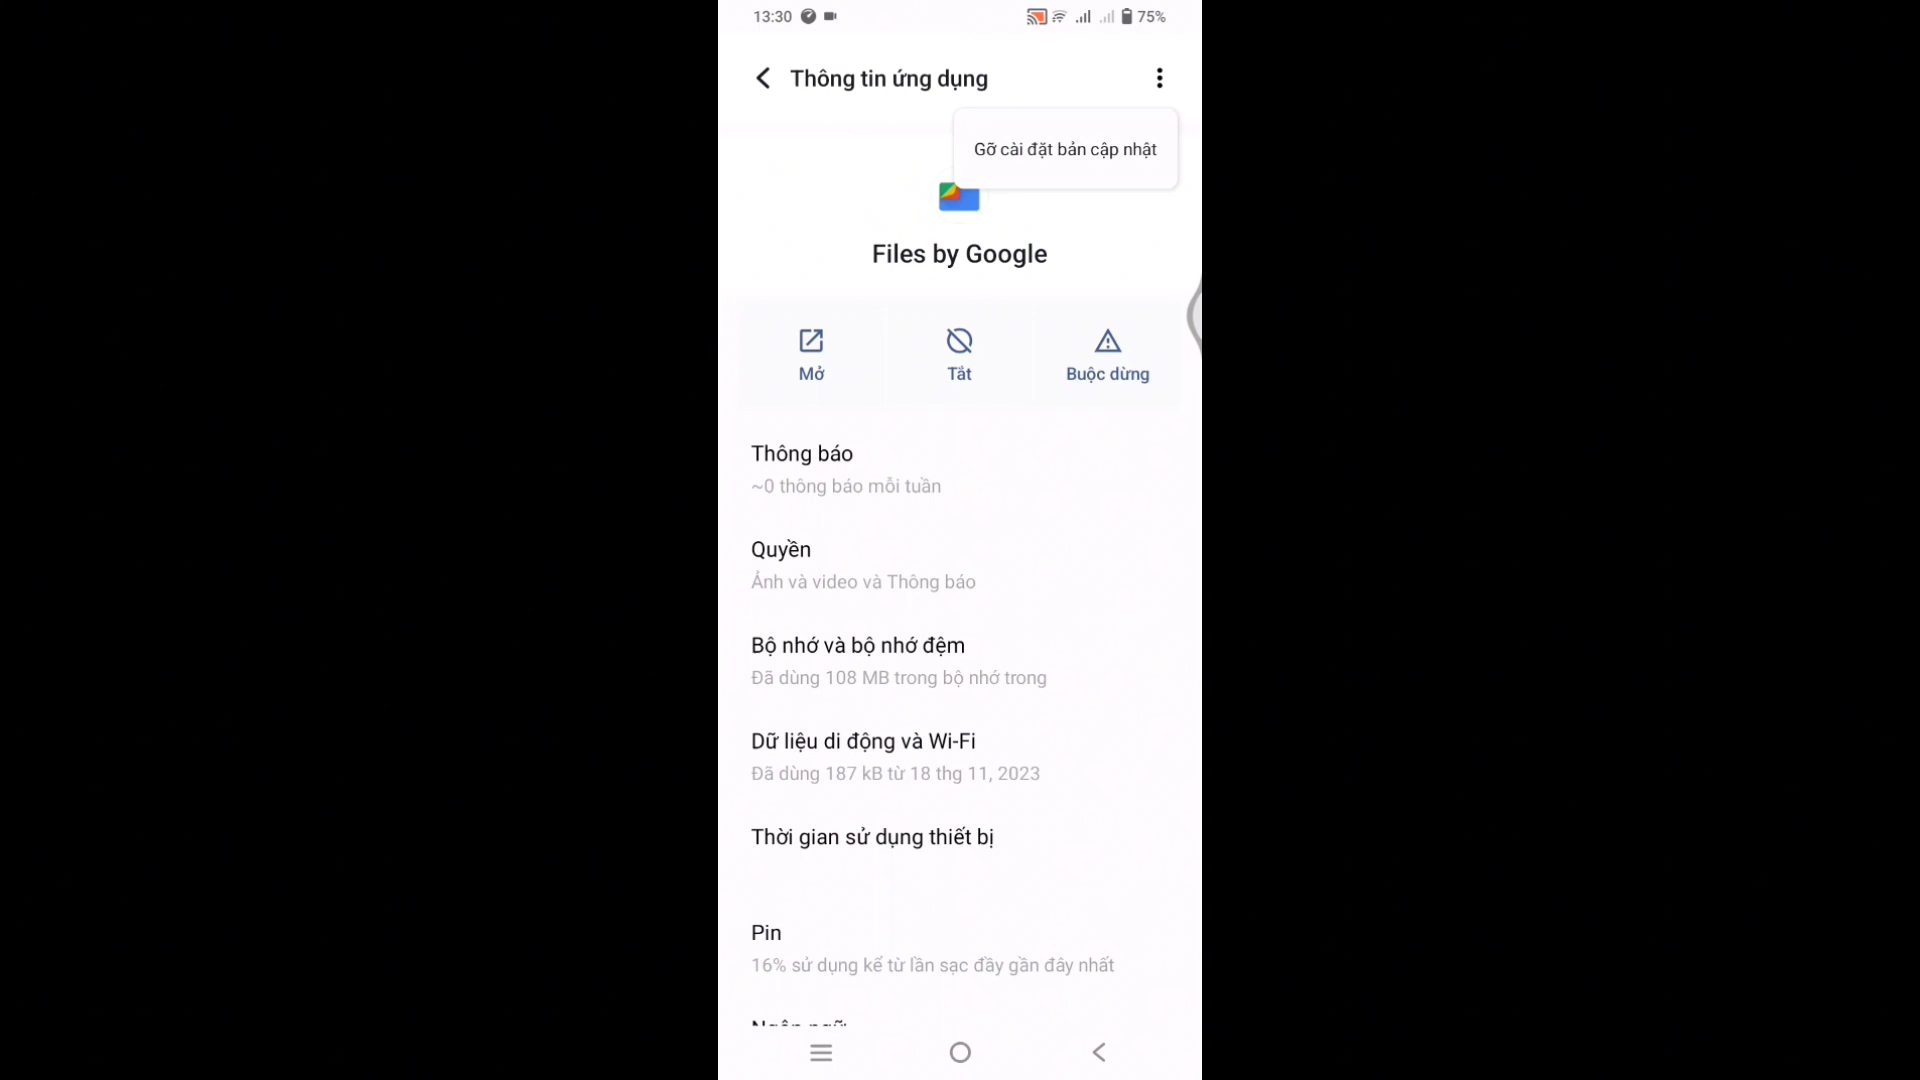 13:30
75%
Thông tin ứng dụng
Gỡ cài đặt bản cập nhật
Files by Google
Mở
Tắt
Buộc dừng
Thông báo
~0 thông báo mỗi tuần
Quyền
Ảnh và video và Thông báo
Bộ nhớ và bộ nhớ đệm
Đã dùng 108 MB trong bộ nhớ trong
Dữ liệu di động và Wi-Fi
Đã dùng 187 kB từ 18 thg 11, 2023
Thời gian sử dụng thiết bị
Pin
16% sử dụng kể từ lần sạc đầy gần đây nhất